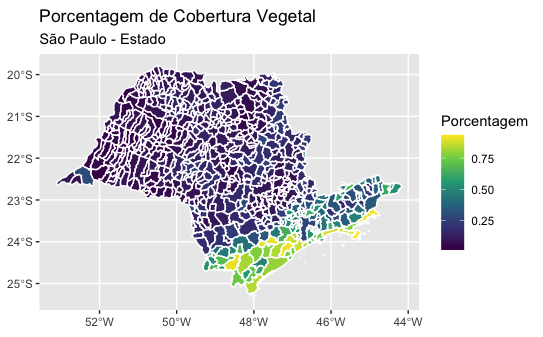 Porcentagem de Cobertura Vegetal
São Paulo - Estado
20°S
21°S
22°S
23°S
24°S
25°S
52°W 50°W 48°W 46°W 44°W
Porcentagem
0.75
0.50
0.25